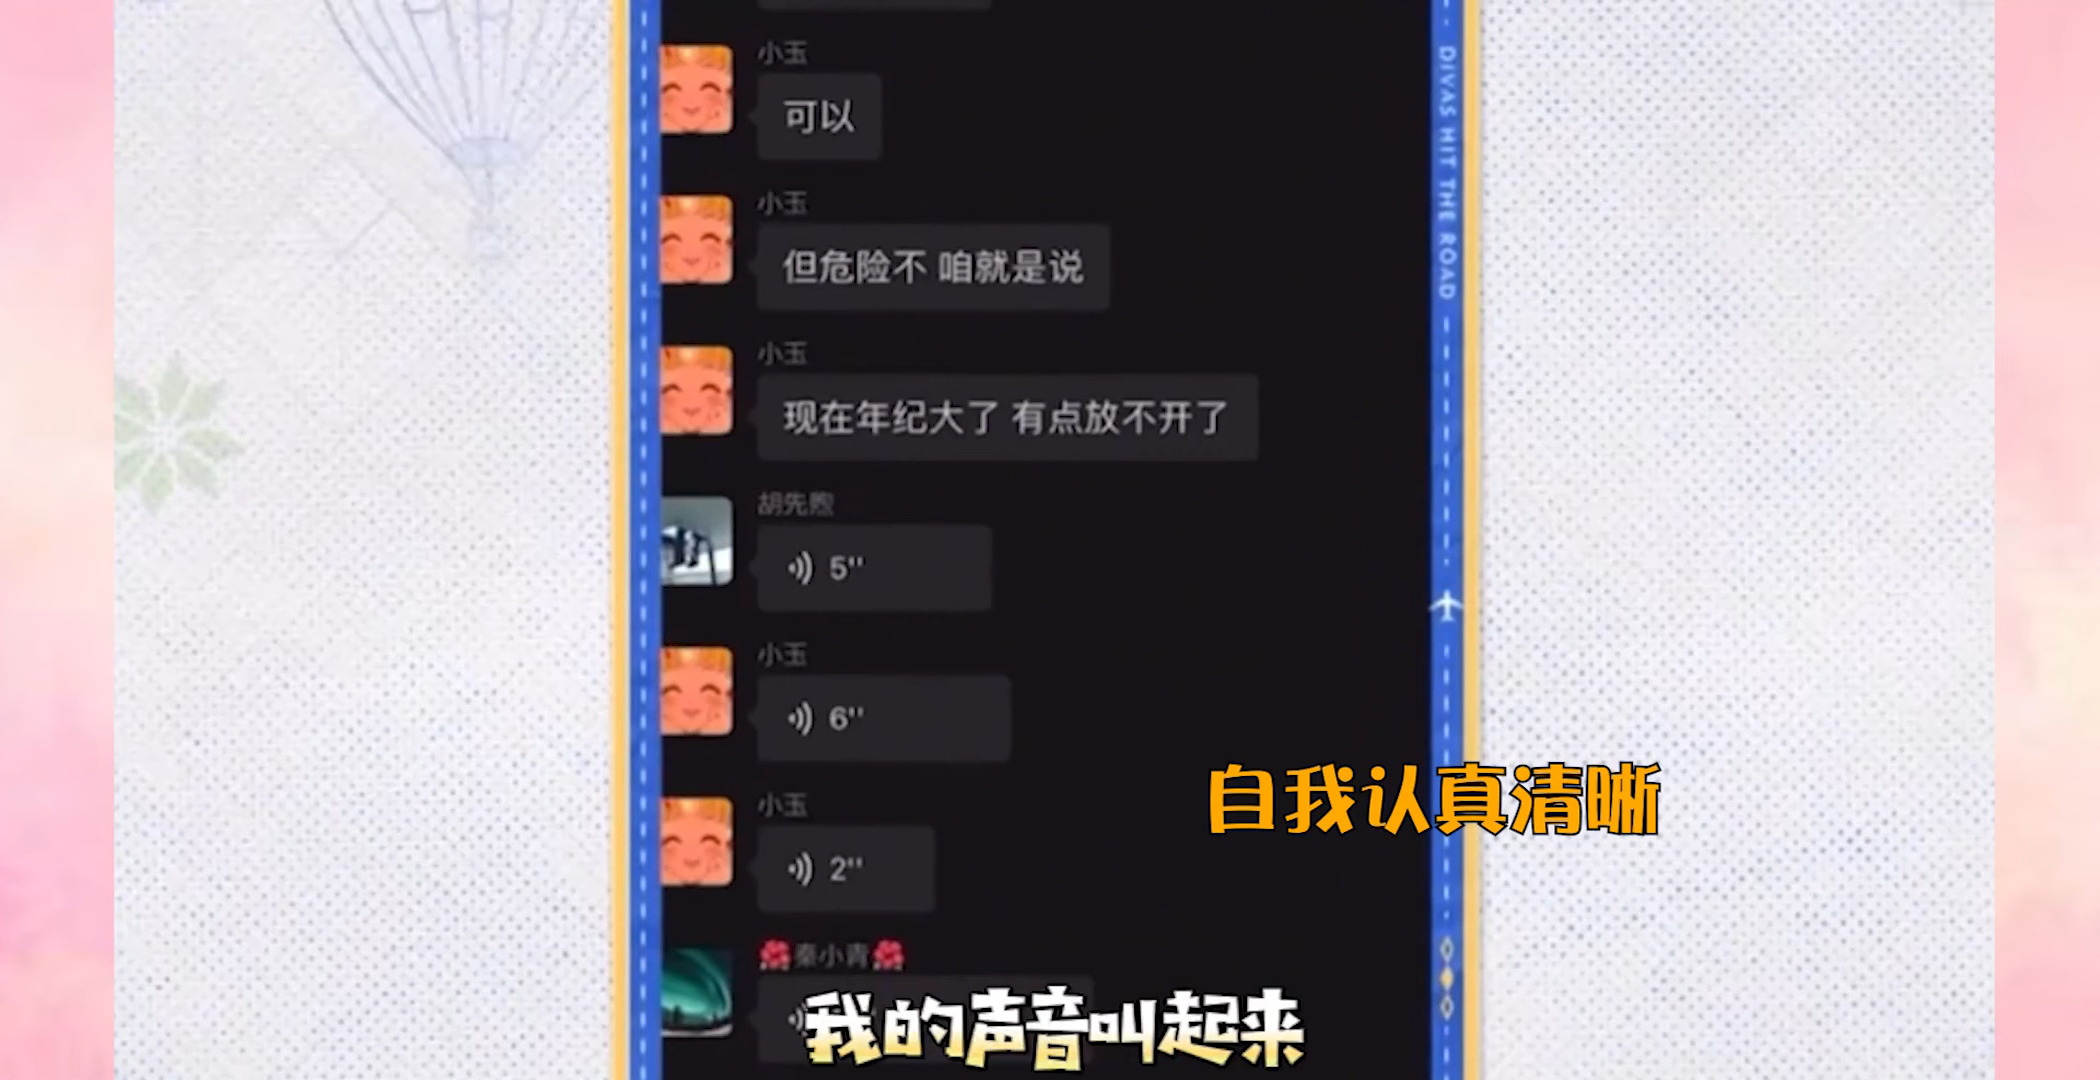 小玉
可以
小玉
但危险不 咱就是说
小玉
现在年纪大了 有点放不开了
胡先煦
5''
小玉
6''
小玉
2''
秦小青
DIVAS HIT THE ROAD
自我认真清晰
我的声音叫起来